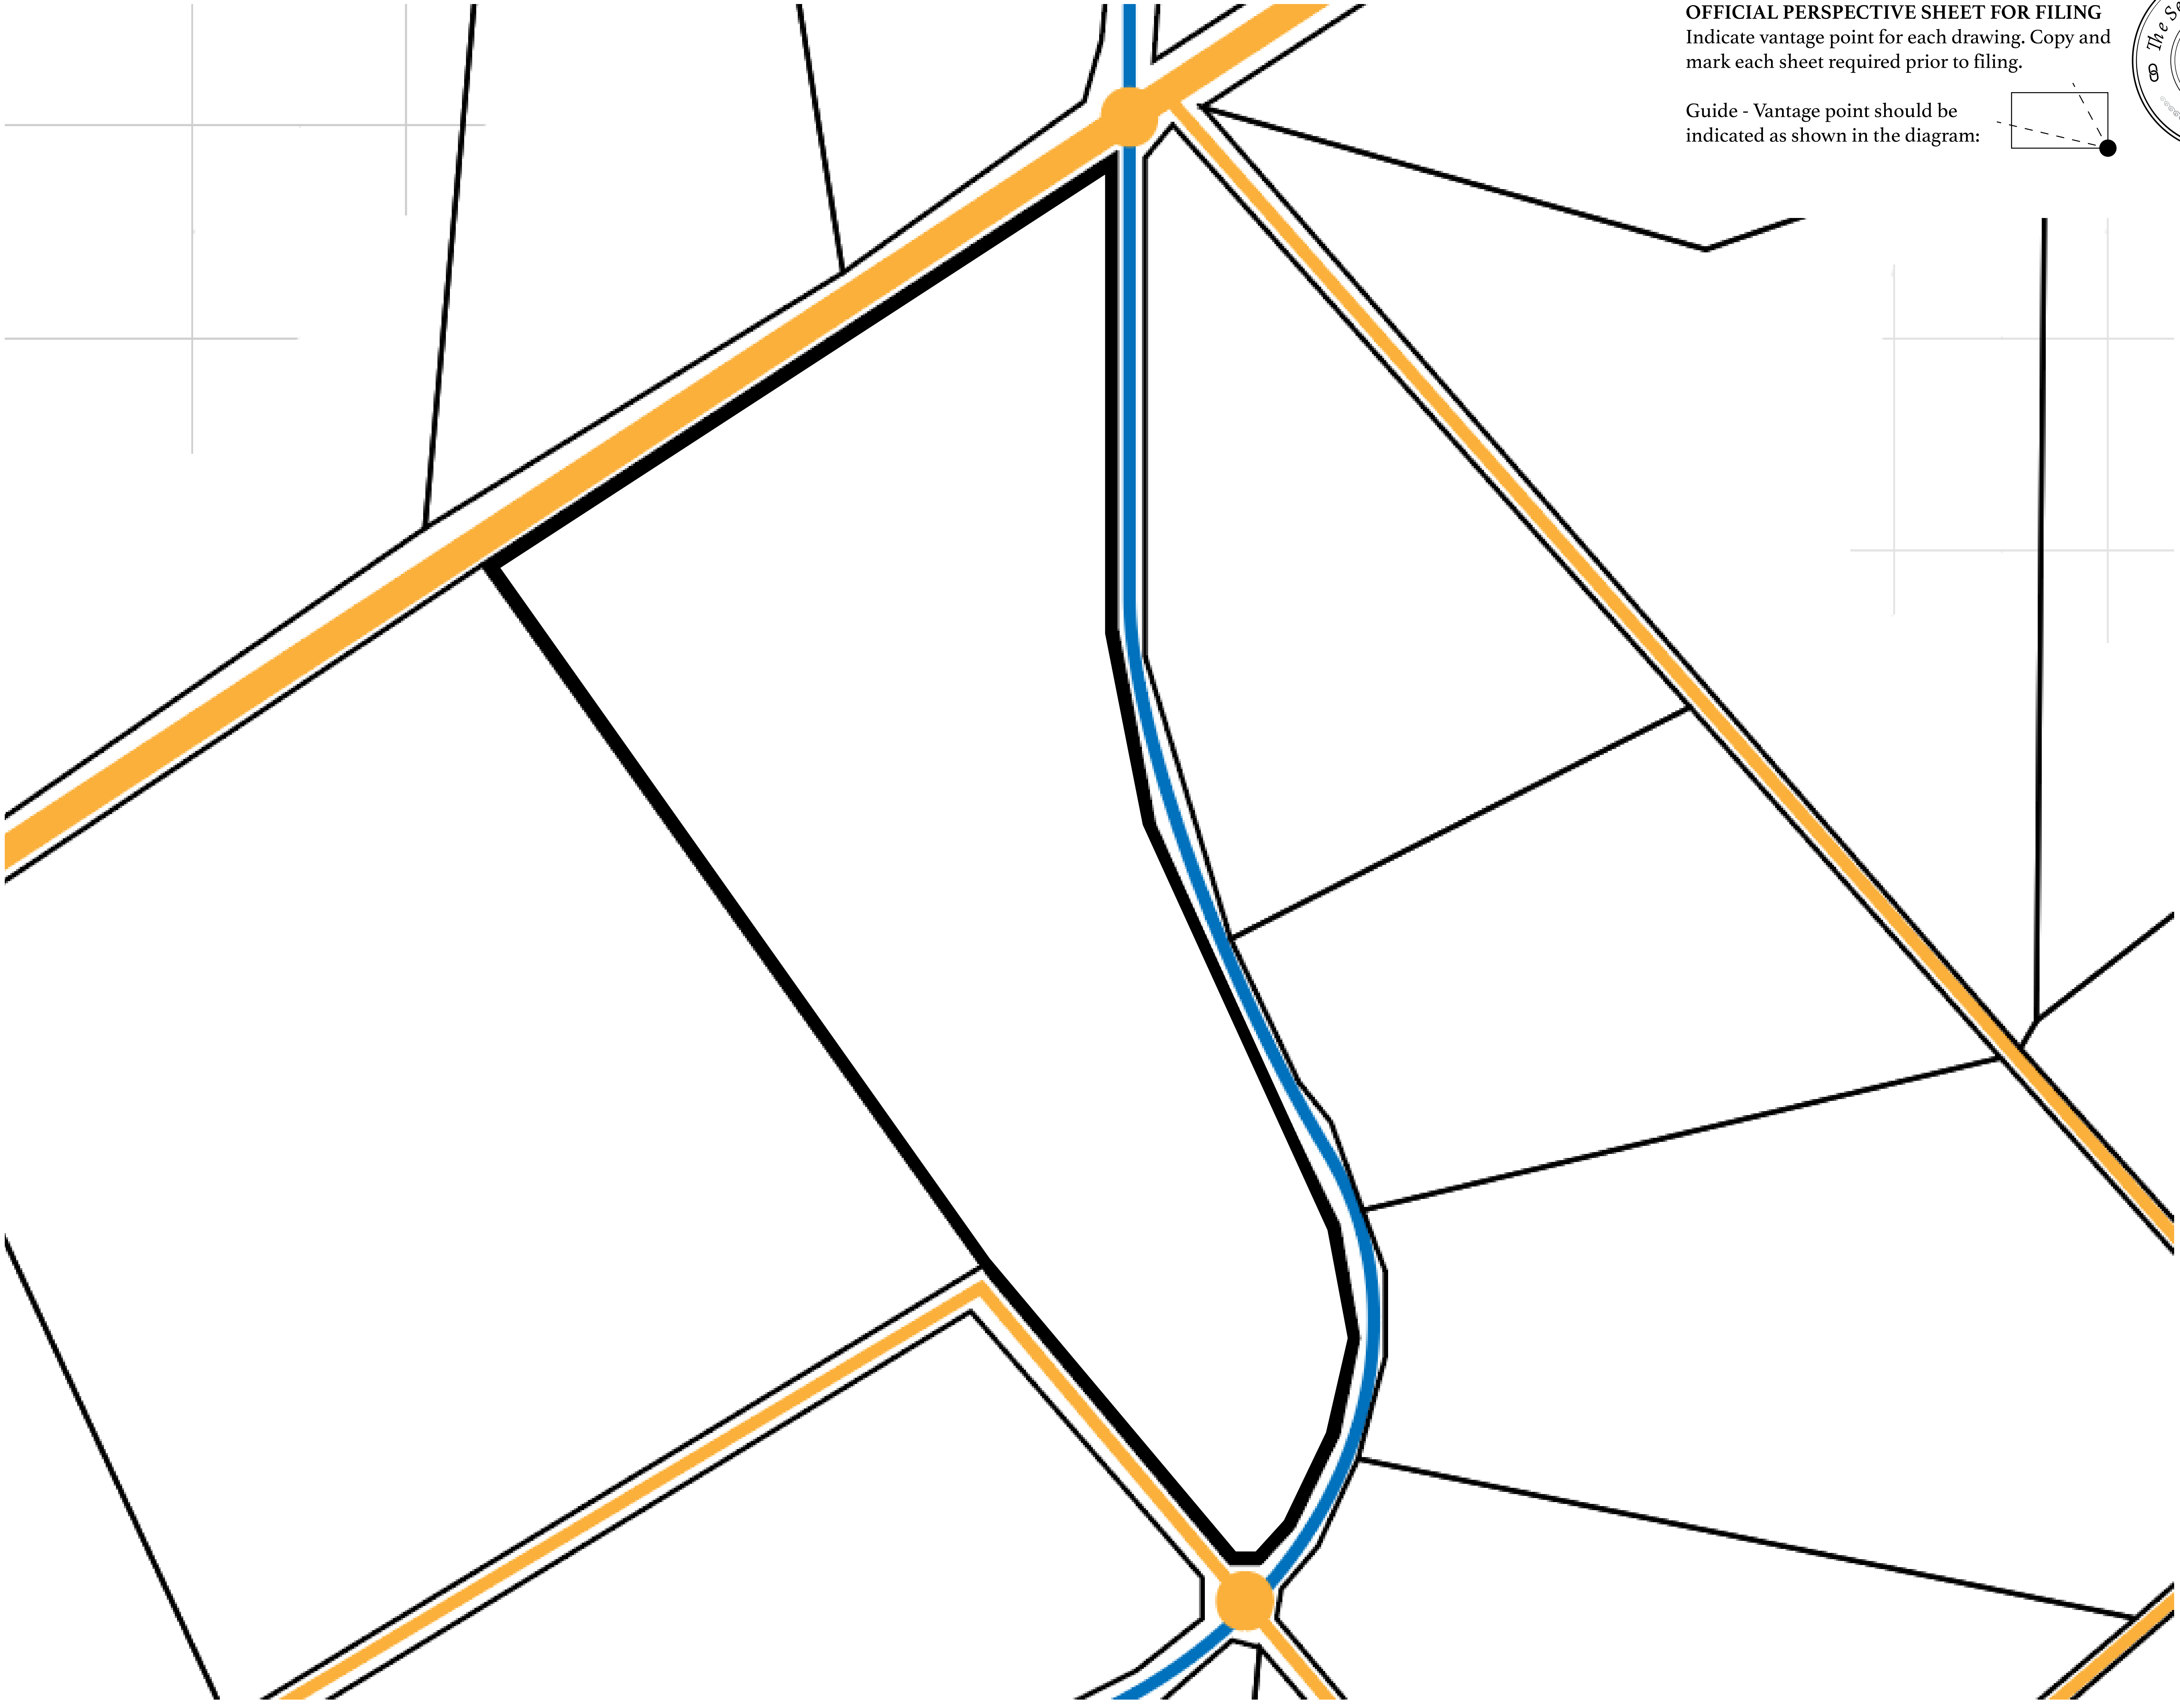 OFFICIAL PERSPECTIVE SHEET FOR FILING
Indicate vantage point for each drawing. Copy and
mark each sheet required prior to filing.
Guide - Vantage point should be
indicated as shown in the diagram:
The